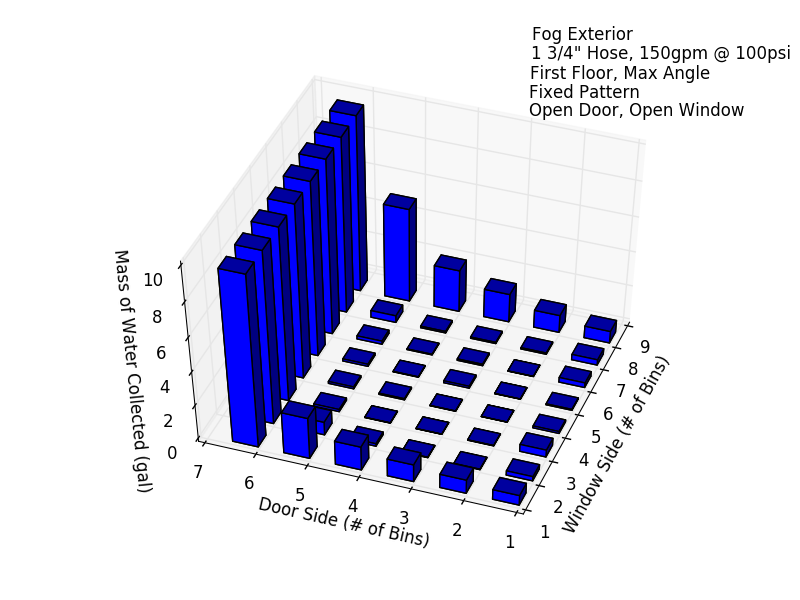 Fog Exterior
1 3/4" Hose, 150gpm @ 100psi
First Floor, Max Angle
Fixed Pattern
Open Door, Open Window
Mass of Water Collected (gal)
10
8
6
4
2
0
7
6
5
4
3
2
1
Door Side (# of Bins)
9
8
7
6
5
4
3
2
1
Window Side (# of Bins)